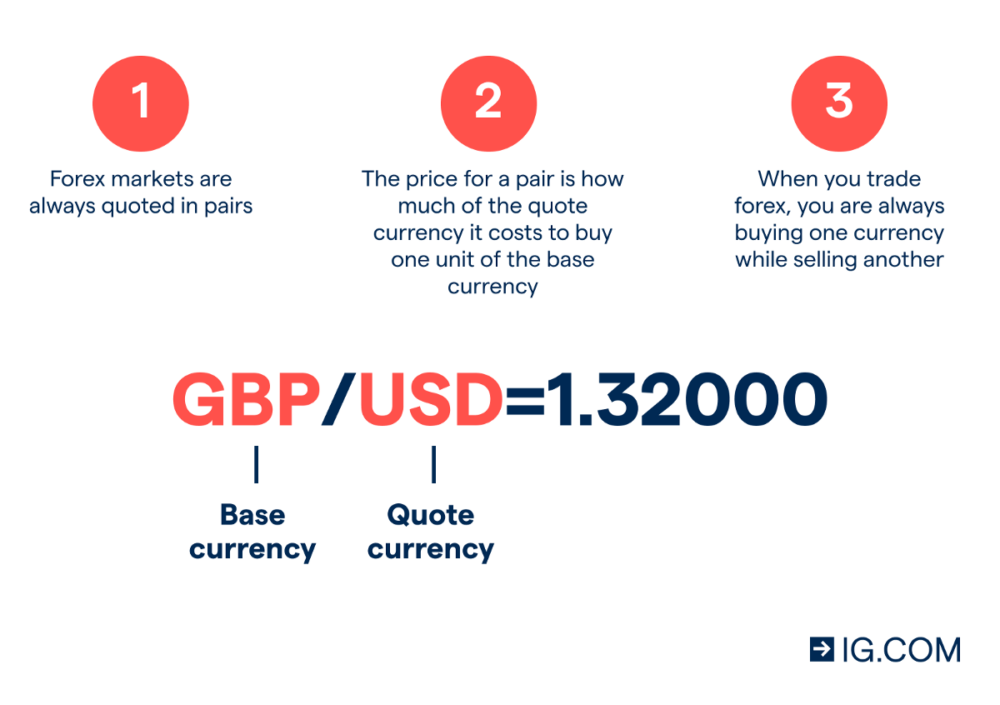 1
Forex markets are
always quoted in pairs
2
The price for a pair is how
much of the quote
currency it costs to buy
one unit of the base
currency
3
When you trade
forex, you are always
buying one currency
while selling another
GBP/USD=1.32000
Base
currency
Quote
currency
IG.COM